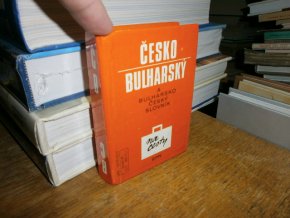 ČESKO
BULHARSKÝ
A
BULHARSKO
ČESKÝ
SLOVNÍK
na
cesty